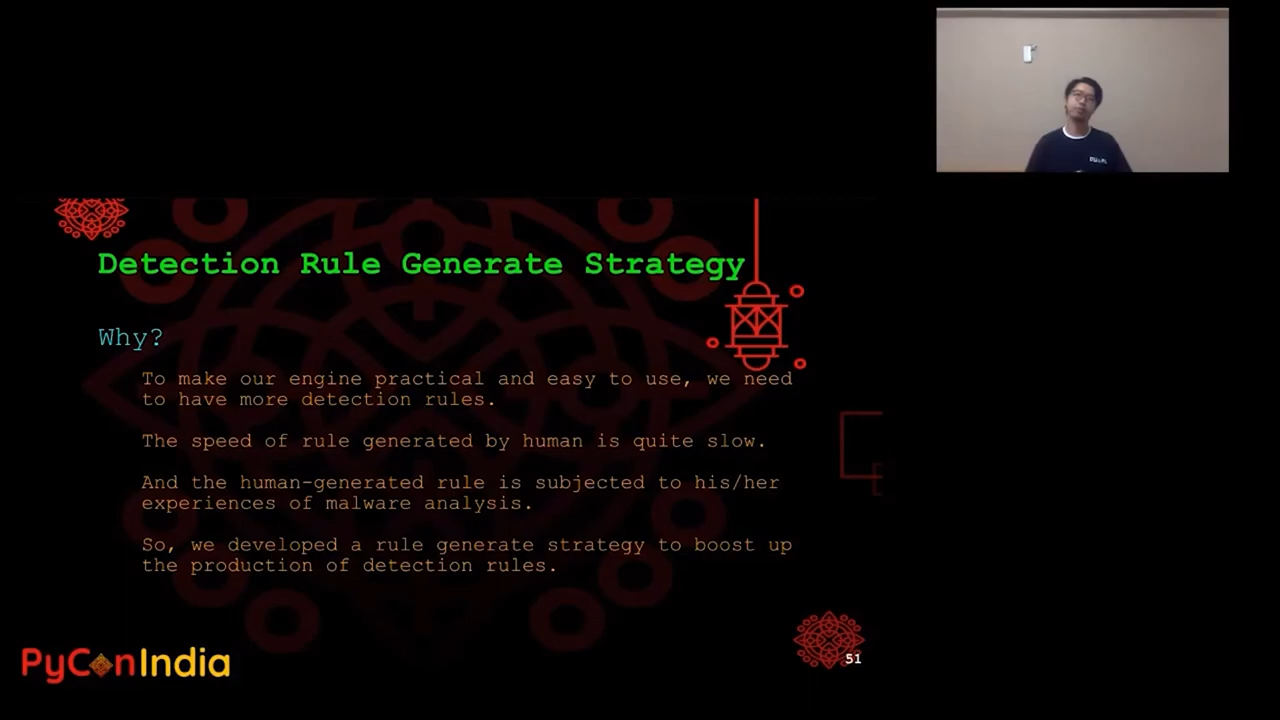 Detection Rule Generate Strategy
Why?
To make our engine practical and easy to use, we need
to have more detection rules.
The speed of rule generated by human is quite slow.
And the human-generated rule is subjected to his/her
experiences of malware analysis.
So, we developed a rule generate strategy to boost up
the production of detection rules.
PyConIndia
51